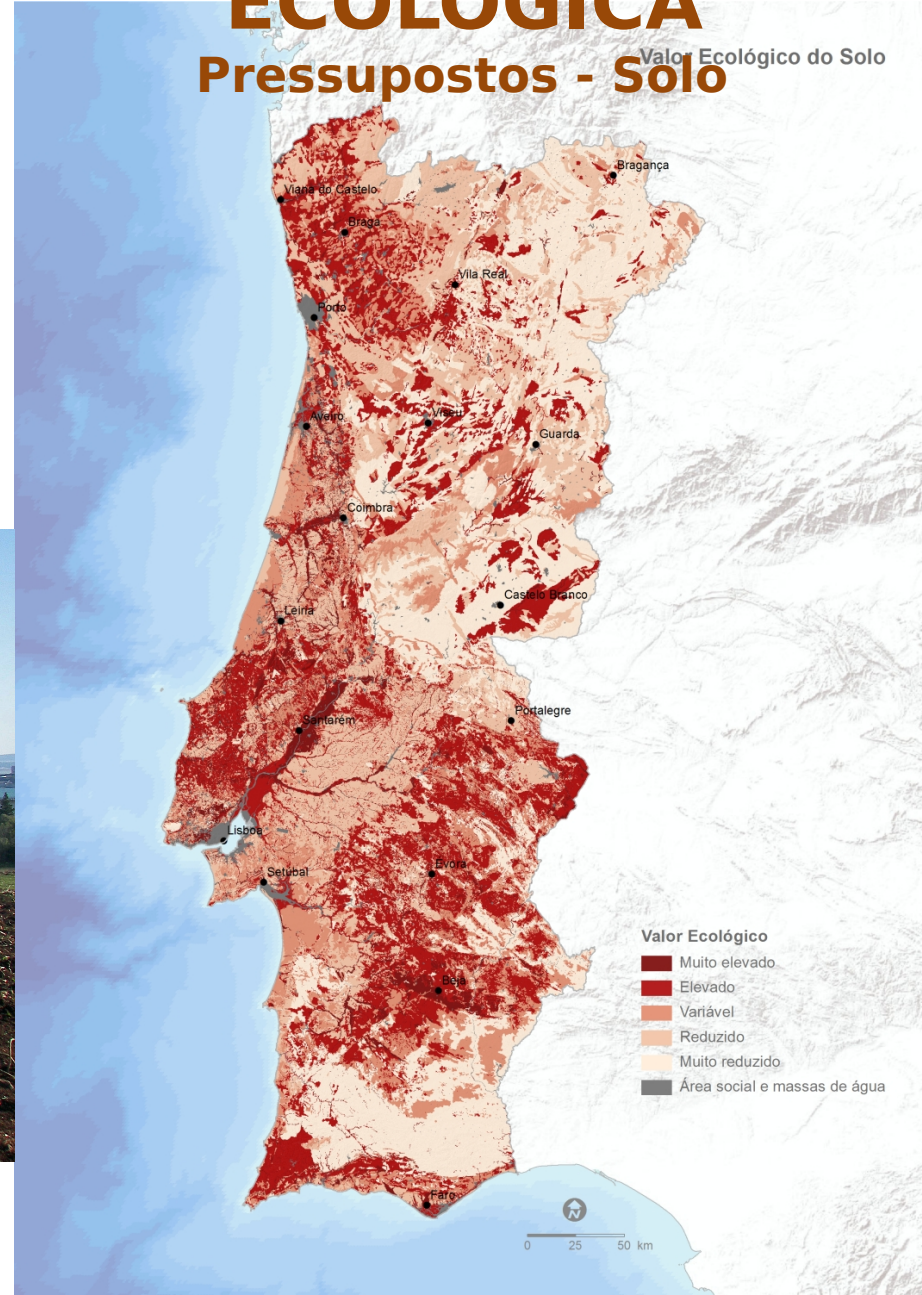 ECOLÓGICA
Pressupostos - Solo
Valor Ecológico do Solo
Bragança
Viana do Castelo
Braga
Vila Real
Porto
Aveiro
Viseu
Guarda
Coimbra
Castelo Branco
Leiria
Santarém
Portalegre
Lisboa
Setúbal
Évora
Beja
Faro
Valor Ecológico
Muito elevado
Elevado
Variável
Reduzido
Muito reduzido
Área social e massas de água
N
0 25 50 km